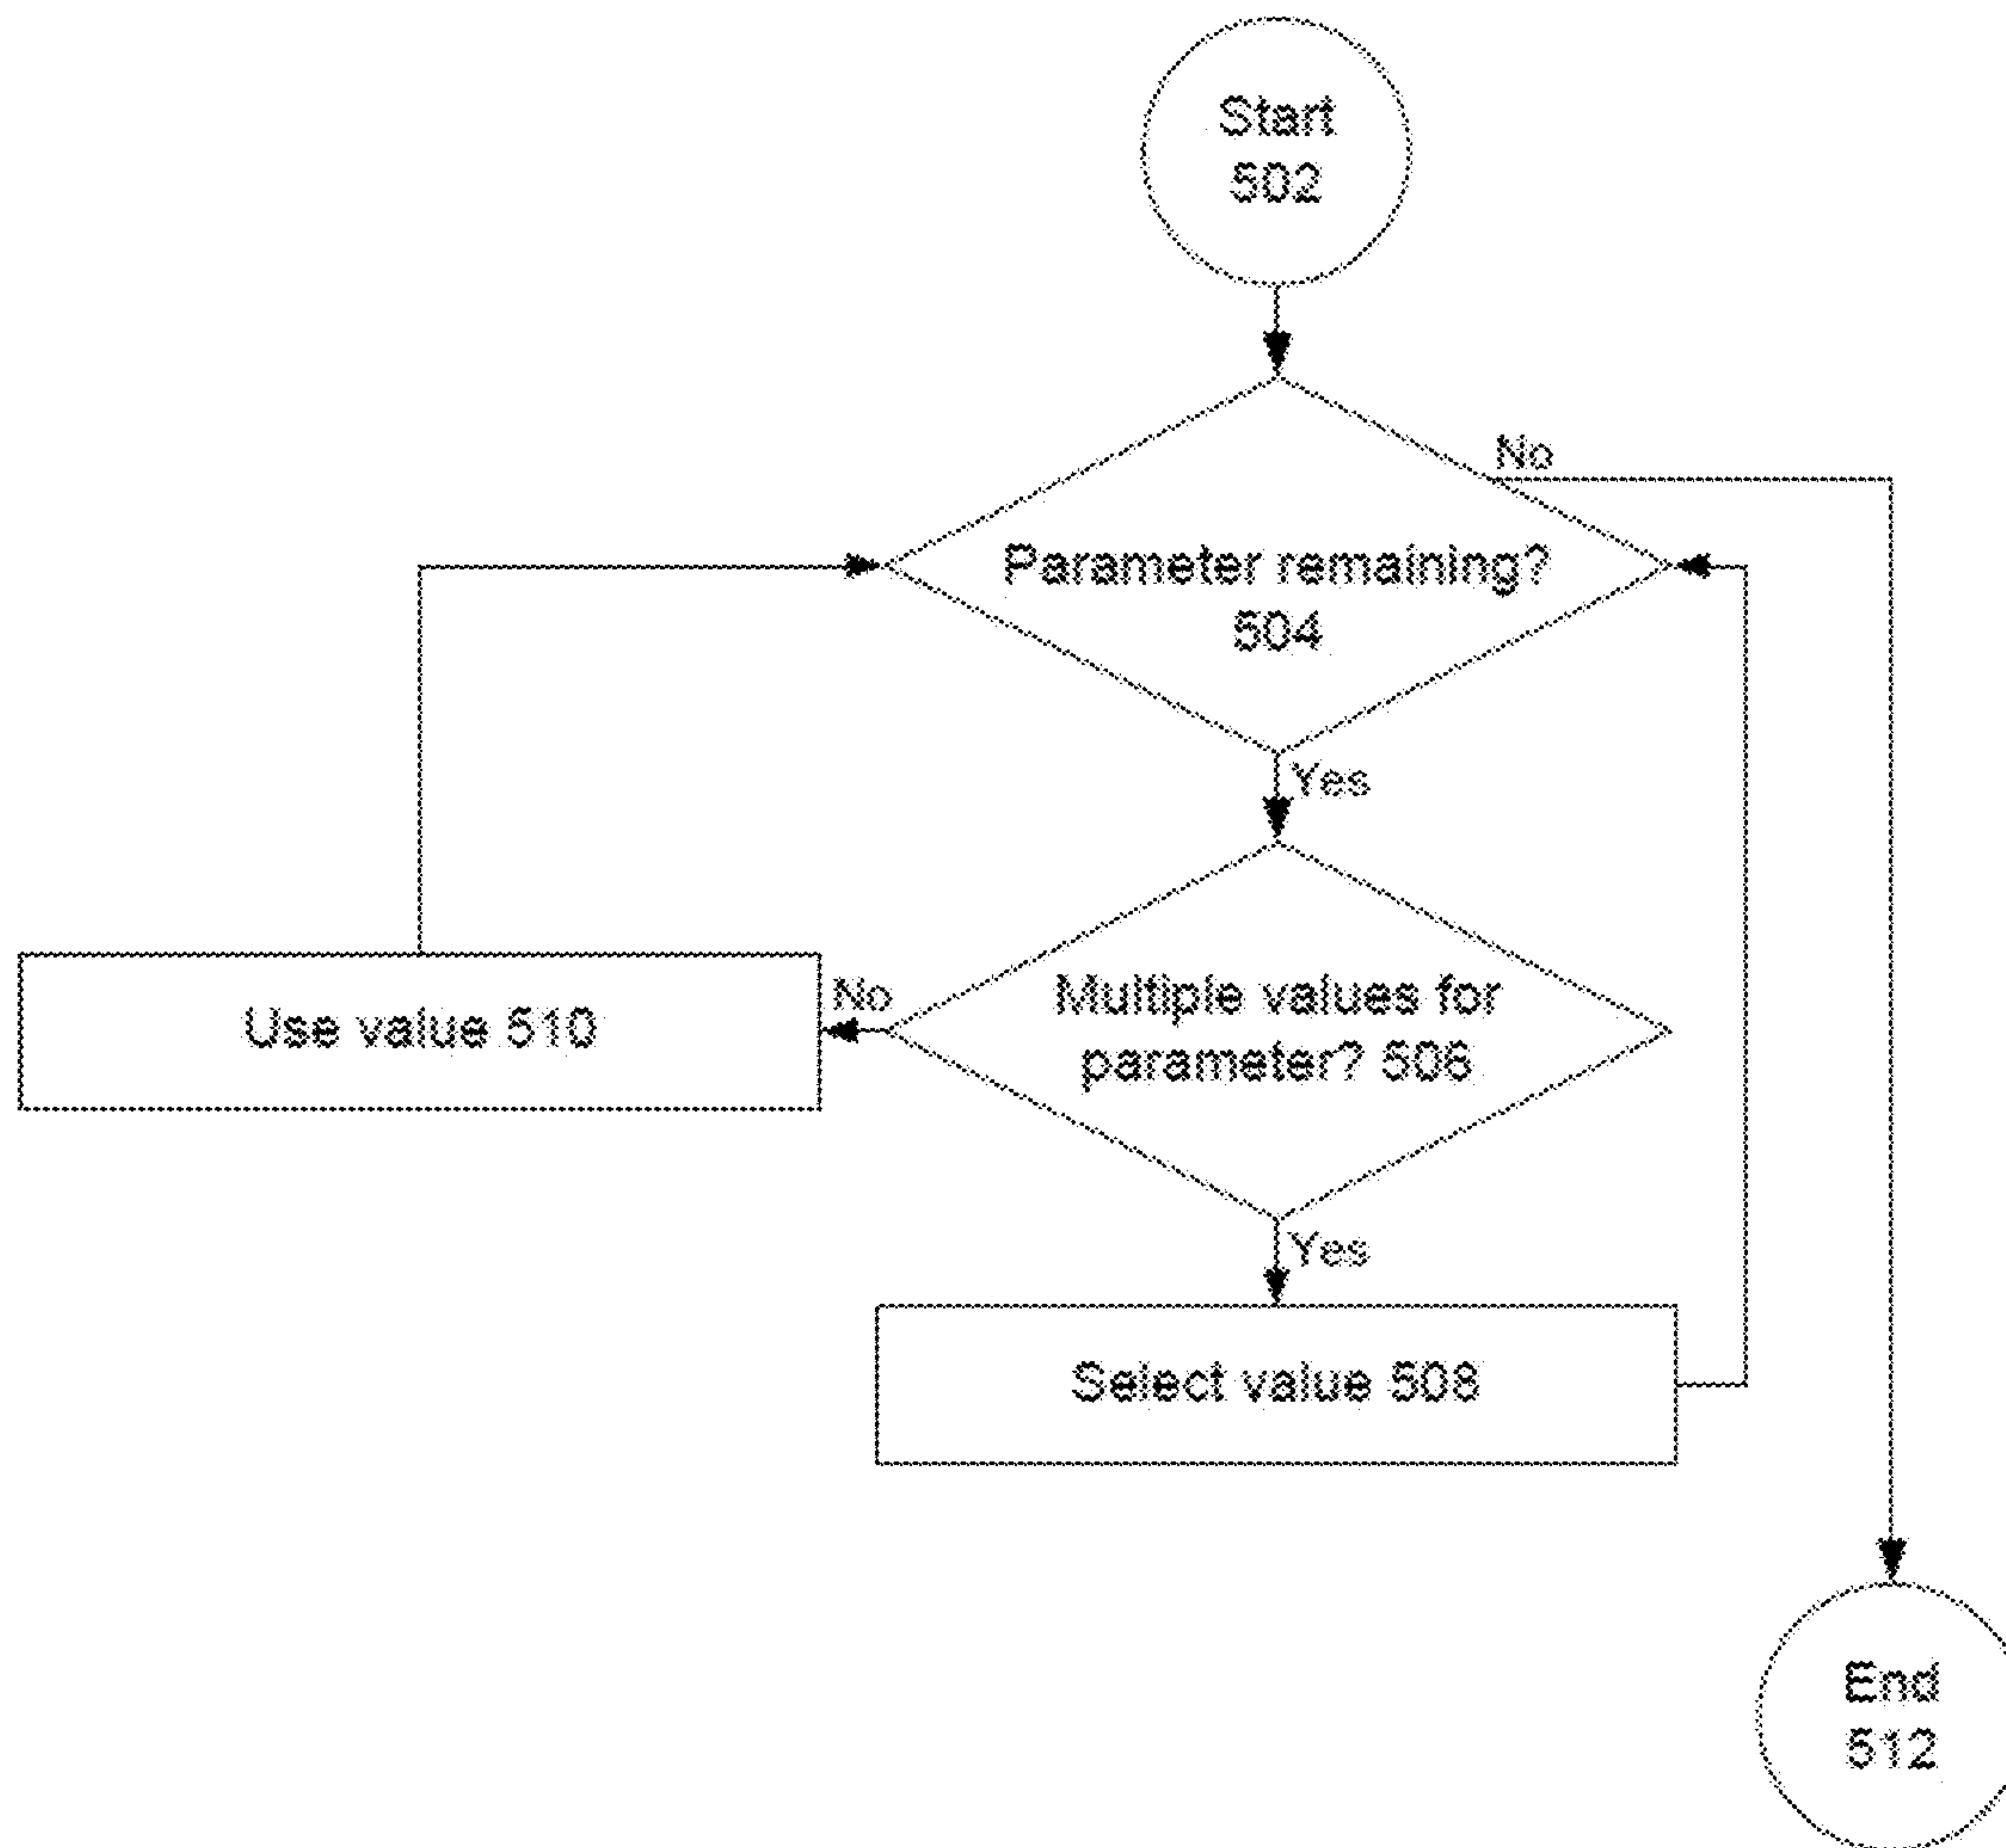 Start
502
No
Parameter remaining?
504
Yes
Multiple values for
parameter? 506
No
Use value 510
Yes
Select value 508
End
512